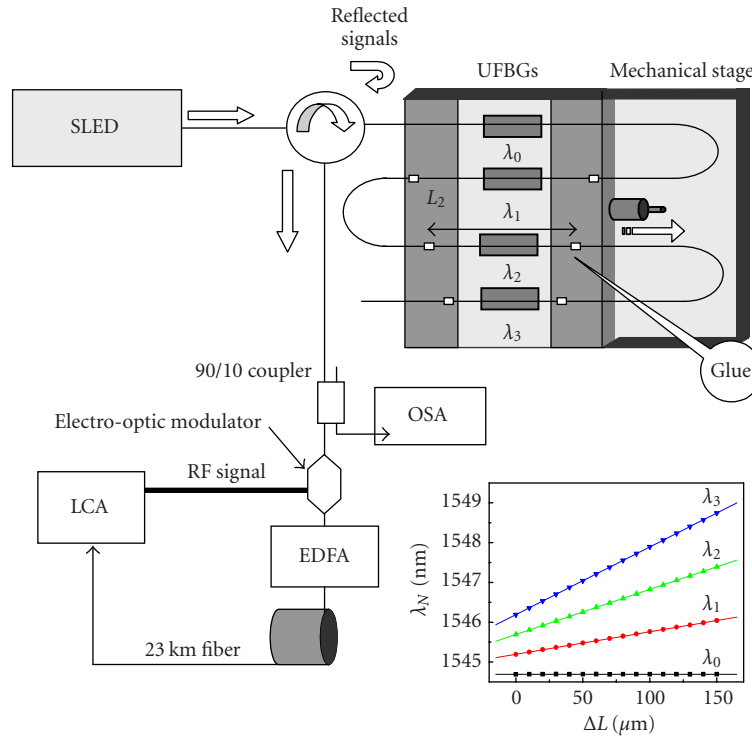 Reflected
signals
UFBGs
Mechanical stage
SLED
λ0
L2
λ1
λ2
λ3
Glue
90/10 coupler
OSA
Electro-optic modulator
RF signal
LCA
EDFA
23 km fiber
λN (nm)
1549
1548
1547
1546
1545
λ3
λ2
λ1
λ0
0 50 100 150
ΔL (μm)